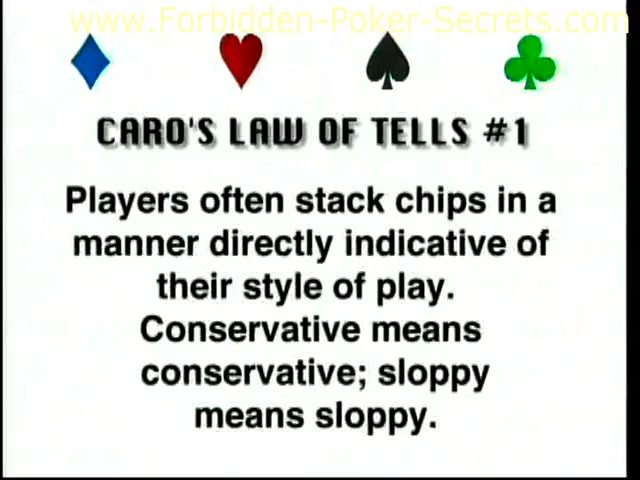 www.Forbidden-Poker-Secrets.com
CARO'S LAW OF TELLS #1
Players often stack chips in a
manner directly indicative of
their style of play.
Conservative means
conservative; sloppy
means sloppy.